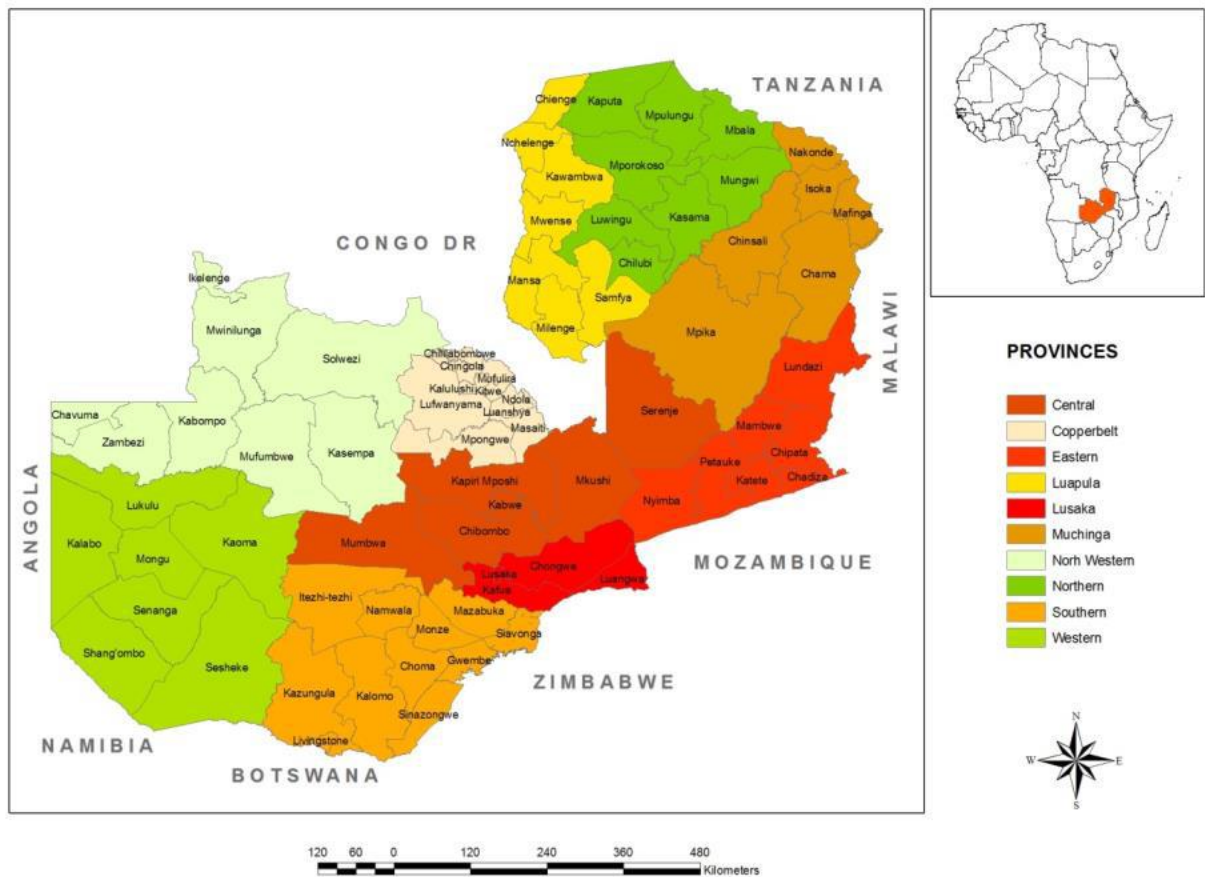 TANZANIA
CONGO DR
MALAWI
ANGOLA
MOZAMBIQUE
ZIMBABWE
NAMIBIA
BOTSWANA
Chienge
Kaputa
Mpulungu
Mbala
Nchelenge
Nakonde
Mporokoso
Kawambwa
Mungwi
Isoka
Mafinga
Mwense
Luwingu
Kasama
Chinsali
Chilubi
Chama
Mansa
Samfya
Milenge
Mpika
Ikelenge
Mwinilunga
Solwezi
Chililabombwe
Chingola
Mufulira
Kalulushi
Kitwe
Lufwanyama
Ndola
Luanshya
Masaiti
Mpongwe
Lundazi
Serenje
Mambwe
Chavuma
Zambezi
Kabompo
Mufumbwe
Kasempa
Chipata
Petauke
Katete
Chadiza
Nyimba
Kapiri Mposhi
Mkushi
Kabwe
Chibombo
Mumbwa
Lukulu
Kalabo
Kaoma
Mongu
Senanga
Shang'ombo
Sesheke
Lusaka
Chongwe
Luangwa
Kafue
Itezhi-tezhi
Namwala
Mazabuka
Monze
Siavonga
Choma
Gwembe
Kazungula
Kalomo
Sinazongwe
Livingstone
PROVINCES
Central
Copperbelt
Eastern
Luapula
Lusaka
Muchinga
Norh Western
Northern
Southern
Western
N
W
E
S
120 60 0 120 240 360 480
Kilometers